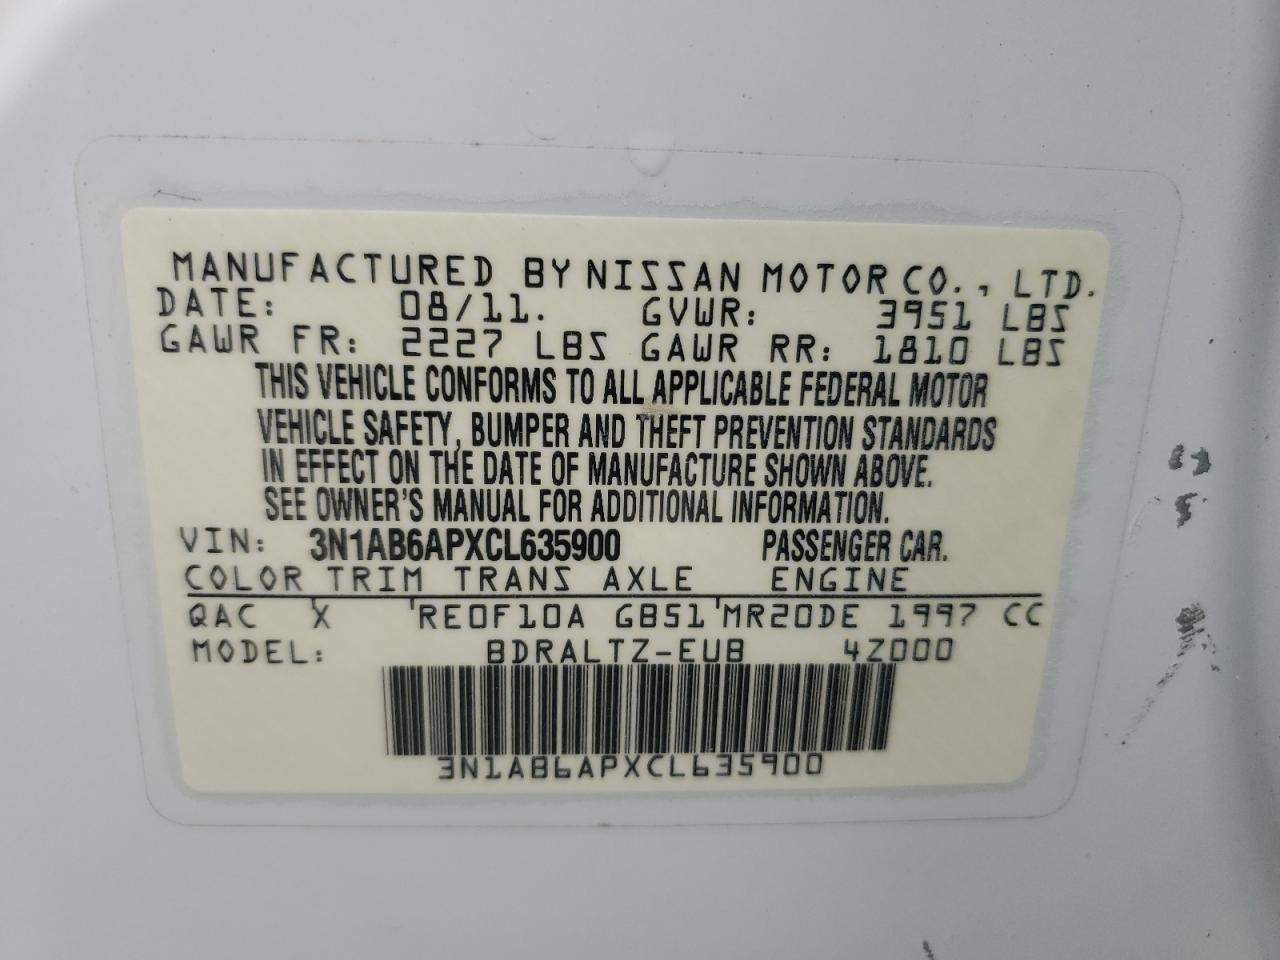 MANUFACTURED BY NISSAN MOTOR CO., LTD.
DATE: 08/11. GVWR: 3951 LBS
GAWR FR: 2227 LBS GAWR RR: 1810 LBS
THIS VEHICLE CONFORMS TO ALL APPLICABLE FEDERAL MOTOR
VEHICLE SAFETY, BUMPER AND THEFT PREVENTION STANDARDS
IN EFFECT ON THE DATE OF MANUFACTURE SHOWN ABOVE.
SEE OWNER'S MANUAL FOR ADDITIONAL INFORMATION.
VIN: 3N1AB6APXCL635900 PASSENGER CAR.
COLOR TRIM TRANS AXLE ENGINE
QAC X RE0F10A GB51 MR20DE 1997 CC
MODEL: BDRALTZ-EUB 4Z000
3N1AB6APXCL635900